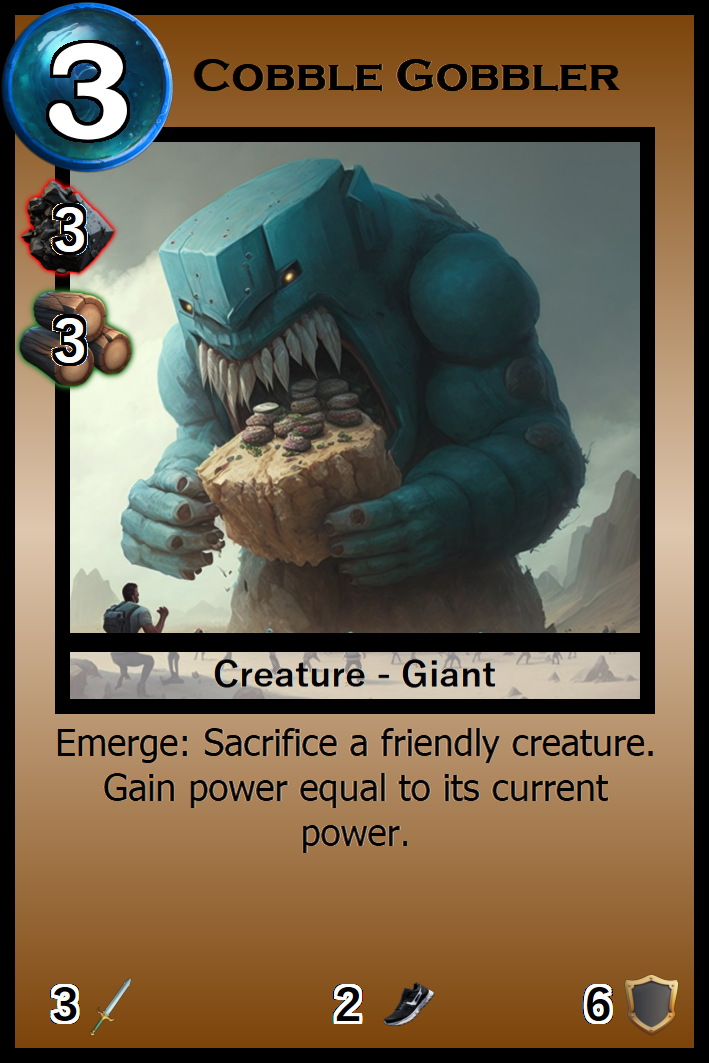 3
COBBLE GOBBLER
3
3
Creature - Giant
Emerge: Sacrifice a friendly creature.
Gain power equal to its current
power.
3 2 6